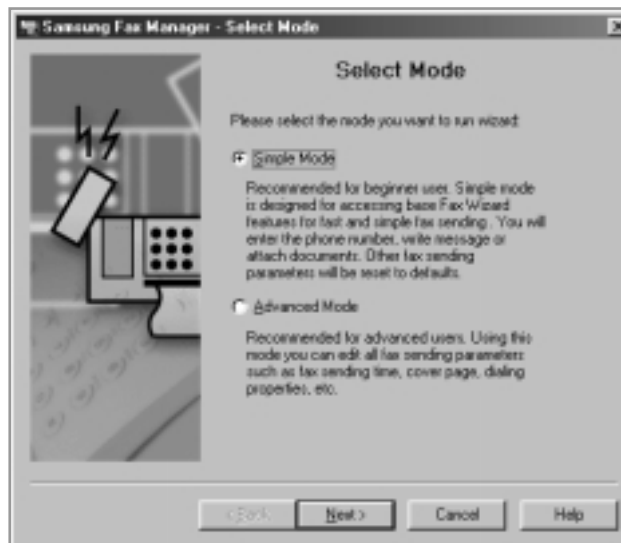 Samsung Fax Manager - Select Mode
Select Mode
Please select the mode you want to run wizard:
Simple Mode
Recommended for beginner user. Simple mode
is designed for accessing base Fax Wizard
features for fast and simple fax sending . You will
enter the phone number, write message or
attach documents. Other fax sending
parameters will be reset to defaults.
Advanced Mode
Recommended for advanced users. Using this
mode you can edit all fax sending parameters
such as fax sending time, cover page, dialing
properties, etc.
< Back Next > Cancel Help